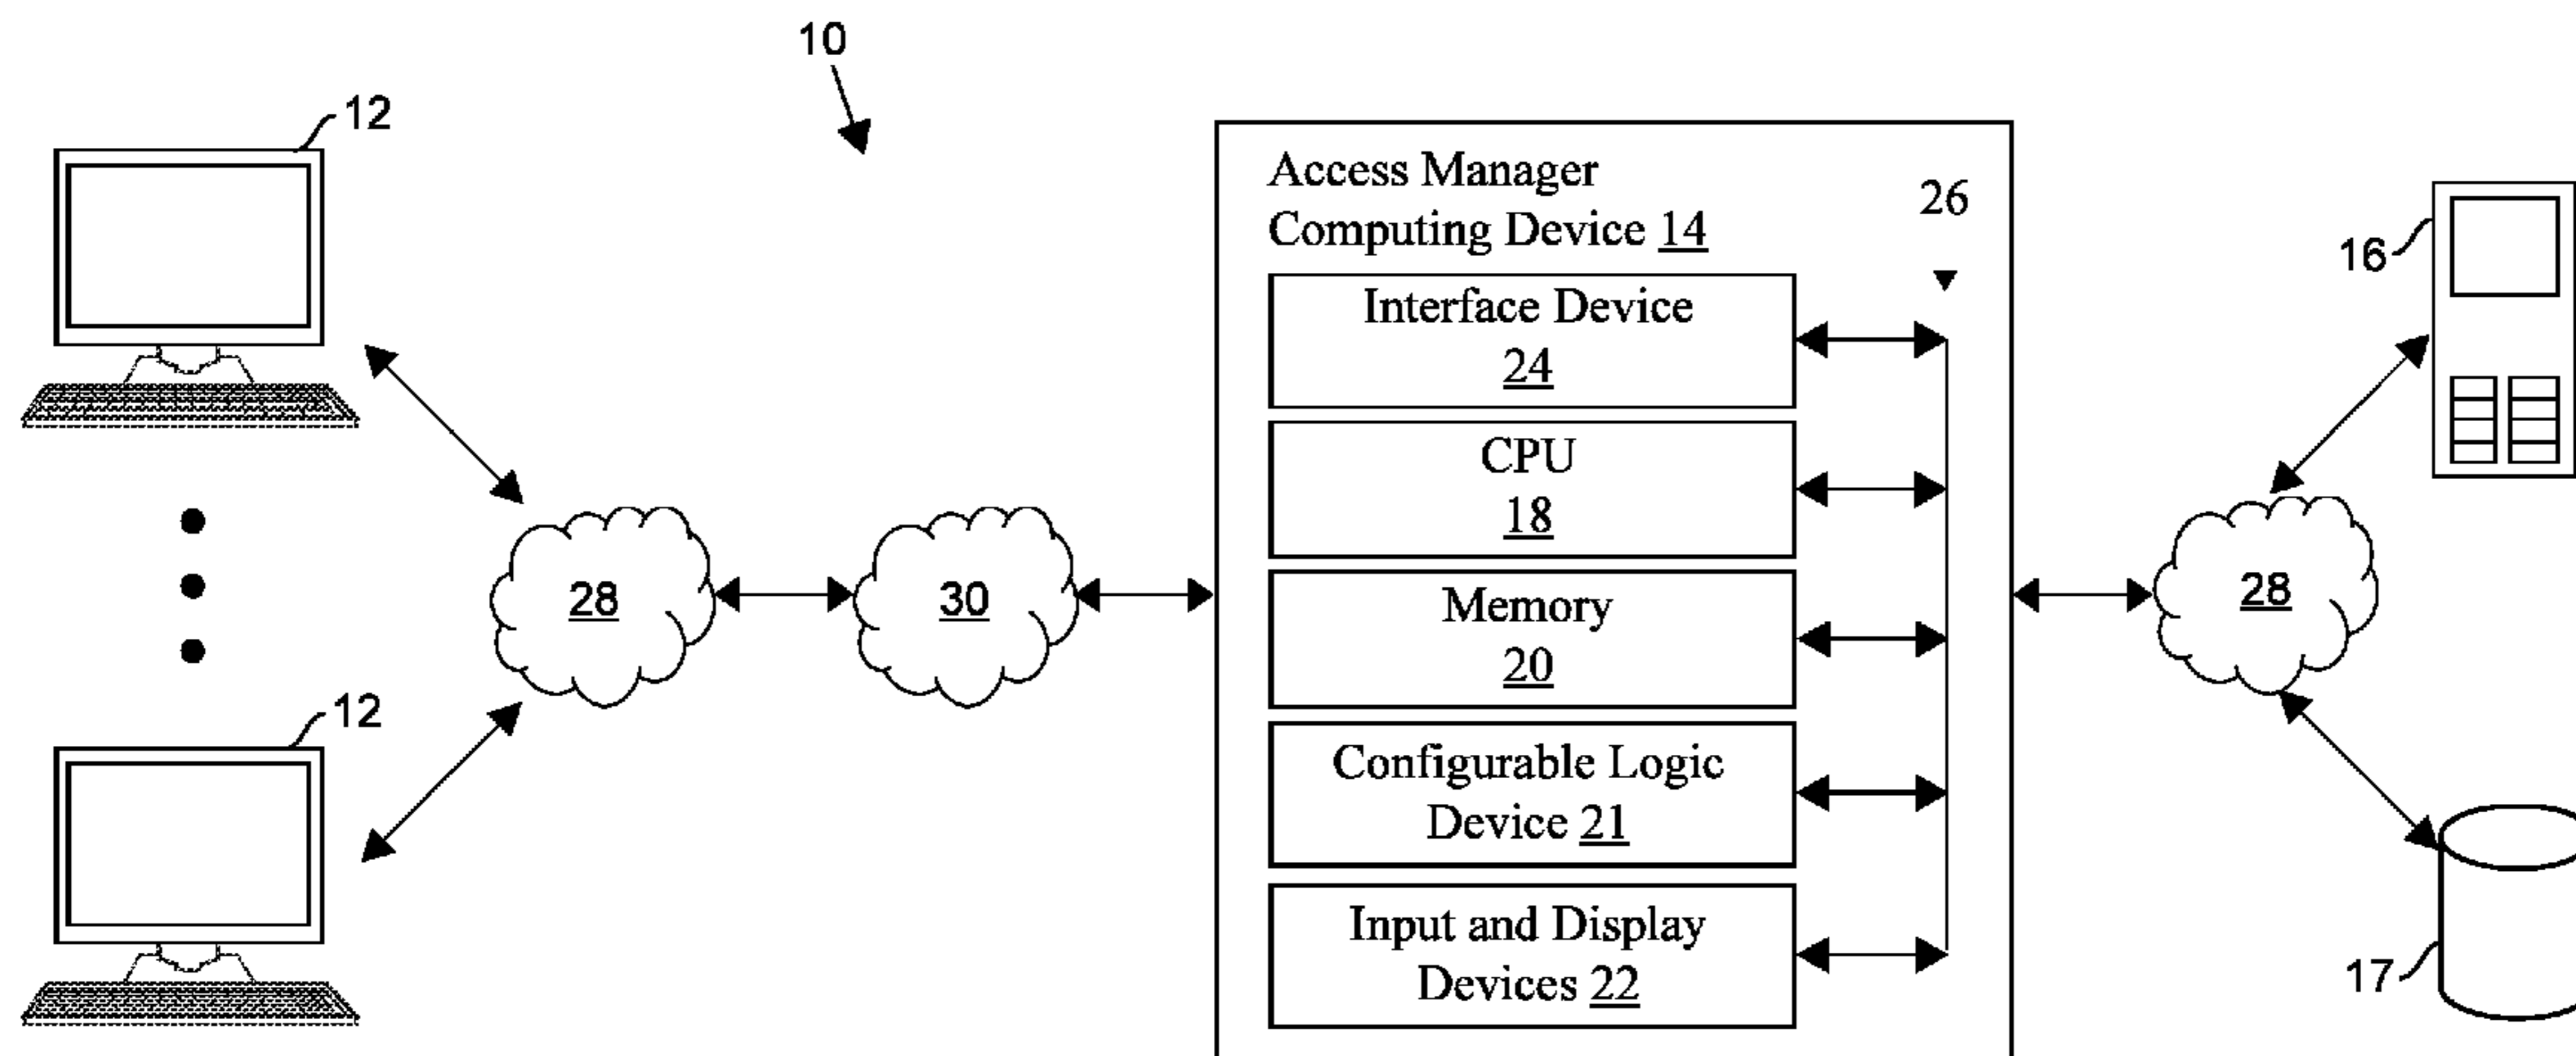 10
12
Access Manager
26
Computing Device 14
16
Interface Device
24
CPU
18
28
30
28
Memory
20
12
Configurable Logic
Device 21
Input and Display
Devices 22
17